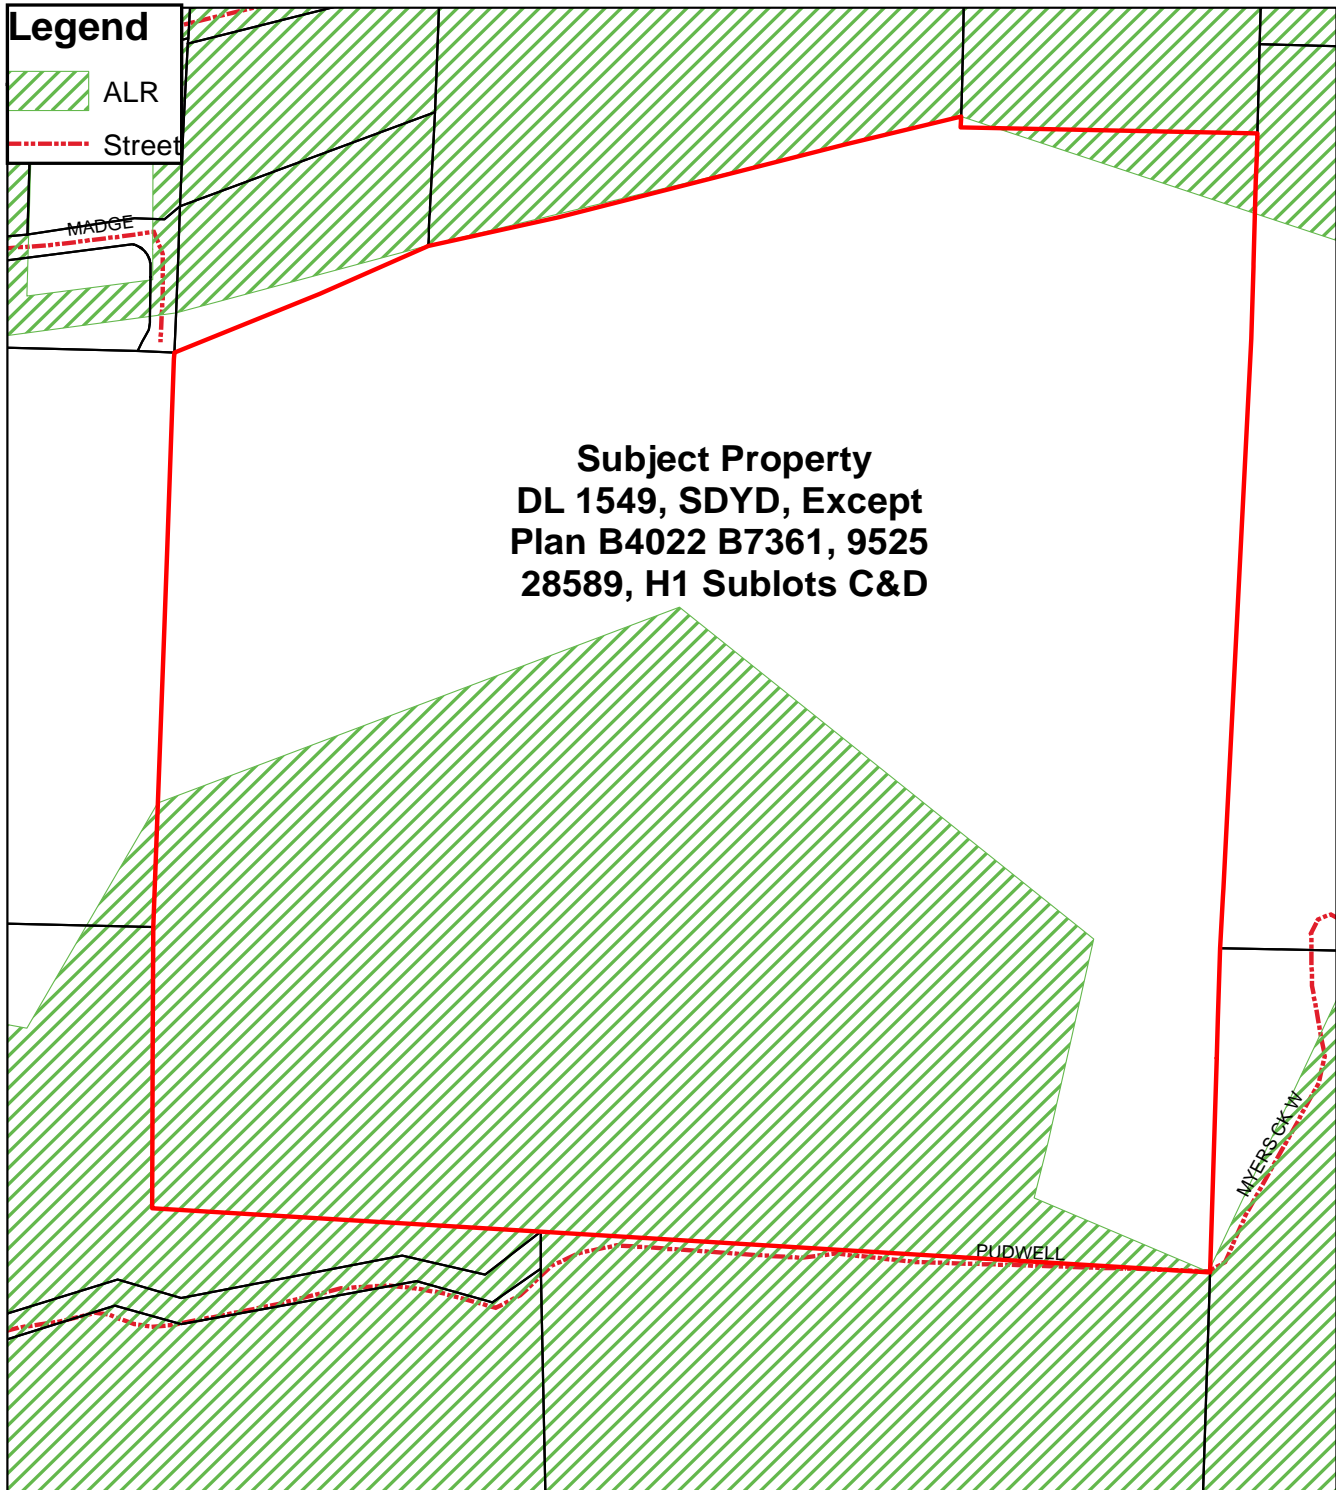 Legend
ALR
Street
MADGE
Subject Property
DL 1549, SDYD, Except
Plan B4022 B7361, 9525
28589, H1 Sublots C&D
MYERS CK W
PUDWELL